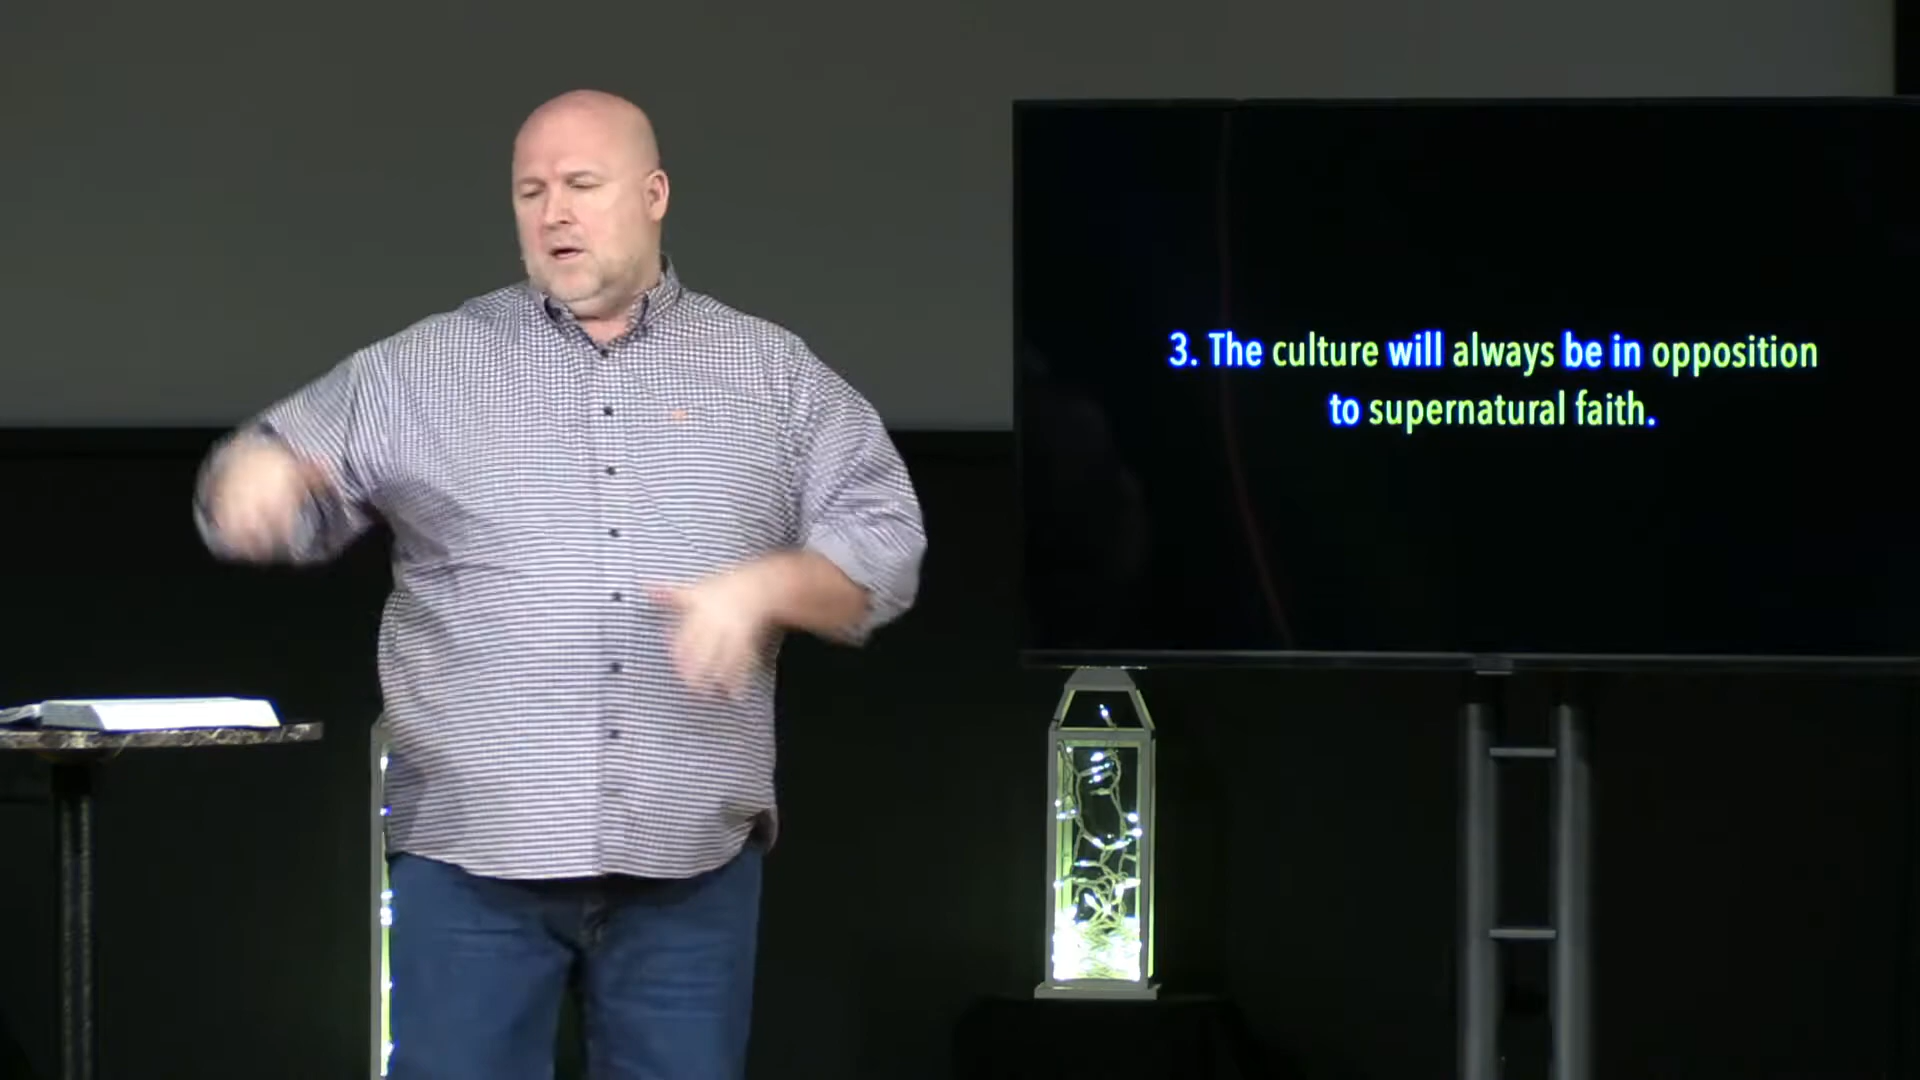 3. The culture will always be in opposition
to supernatural faith.